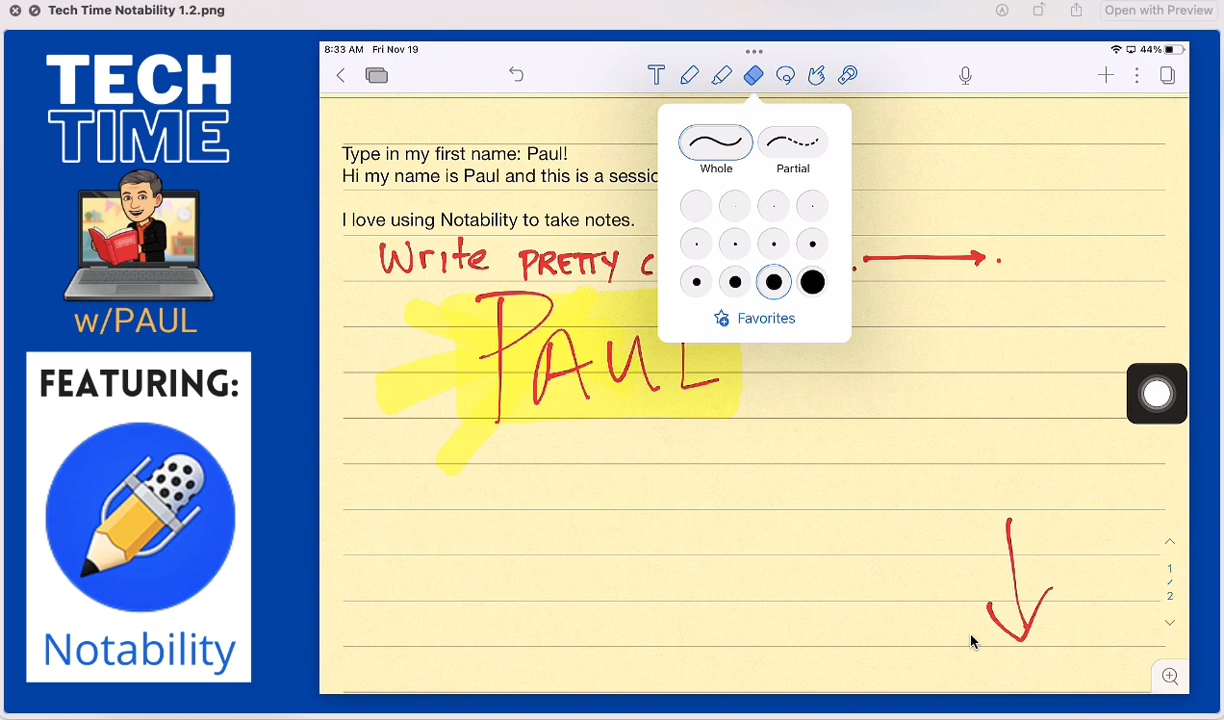 Tech Time Notability 1.2.png
Open with Preview
TECH
TIME
w/PAUL
FEATURING:
Notability
8:33 AM Fri Nov 19
44%
T
Whole
Partial
Favorites
Type in my first name: Paul!
Hi my name is Paul and this is a sessio
I love using Notability to take notes.
Write PRETTY C
PAUL
1
/
2